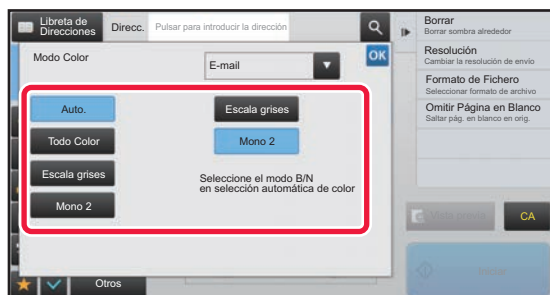 Libreta de
Direcciones
Direcc.
Pulsar para introducir la dirección
Modo Color
E-mail
OK
Auto.
Todo Color
Escala grises
Mono 2
Escala grises
Mono 2
Seleccione el modo B/N
en selección automática de color
Borrar
Borrar sombra alrededor
Resolución
Cambiar la resolución de envío
Formato de Fichero
Seleccionar formato de archivo
Omitir Página en Blanco
Saltar pág. en blanco en orig.
CA
Otros